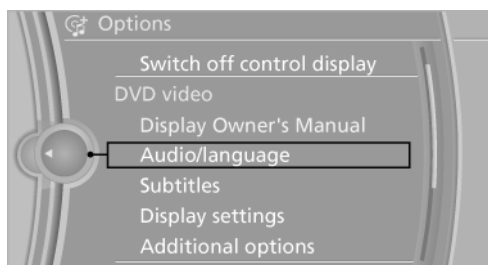 Options
Switch off control display
DVD video
Display Owner's Manual
Audio/language
Subtitles
Display settings
Additional options